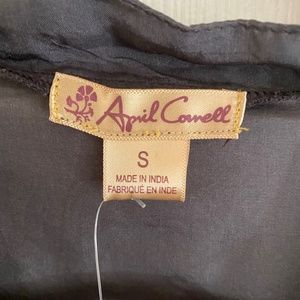 April Cornell
S
MADE IN INDIA
FABRIQUÉ EN INDE